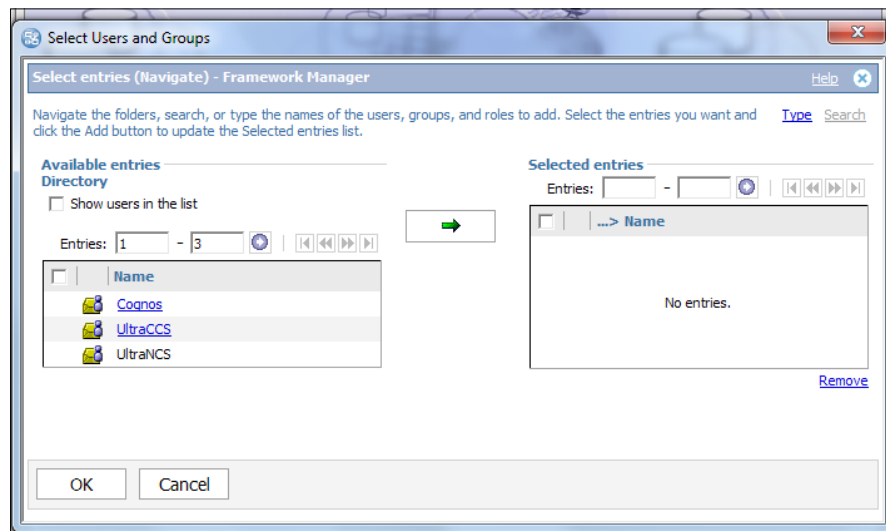 Select Users and Groups
x
Select entries (Navigate) - Framework Manager
Help
Navigate the folders, search, or type the names of the users, groups, and roles to add. Select the entries you want and
click the Add button to update the Selected entries list.
Type Search
Available entries
Directory
Show users in the list
Entries: 1 - 3
Name
Cognos
UltraCCS
UltraNCS
Selected entries
Entries: -
...> Name
No entries.
Remove
OK Cancel